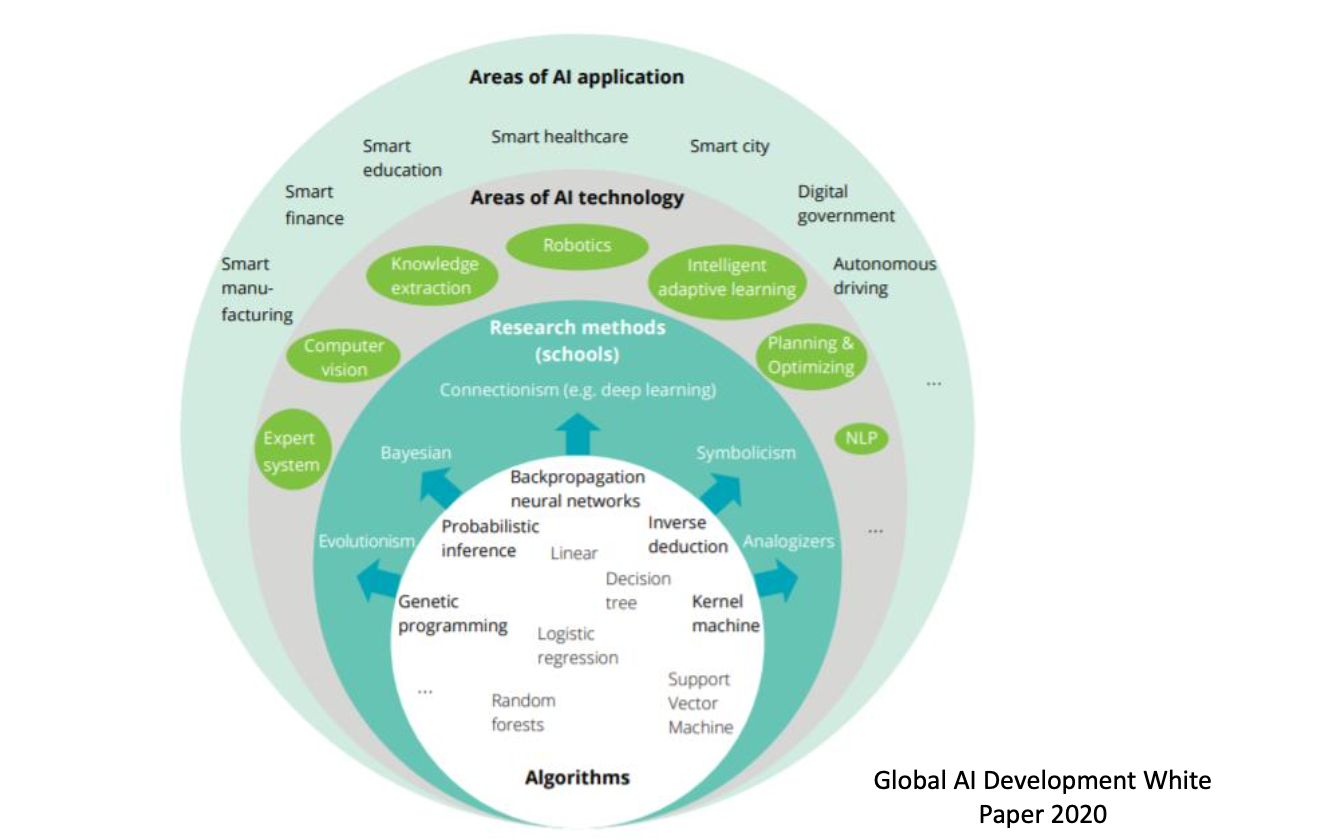 Areas of AI application
Smart healthcare
Smart
education
Smart city
Smart
finance
Digital
government
Smart
manu-
facturing
Autonomous
driving
...
Areas of AI technology
Robotics
Knowledge
extraction
Intelligent
adaptive learning
Computer
vision
Planning &
Optimizing
Expert
system
NLP
...
Research methods
(schools)
Connectionism (e.g. deep learning)
Bayesian
Symbolicism
Evolutionism
Analogizers
Backpropagation
neural networks
Probabilistic
inference
Inverse
deduction
Linear
Decision
tree
Genetic
programming
Kernel
machine
Logistic
regression
...
Random
forests
Support
Vector
Machine
Algorithms
Global AI Development White
Paper 2020